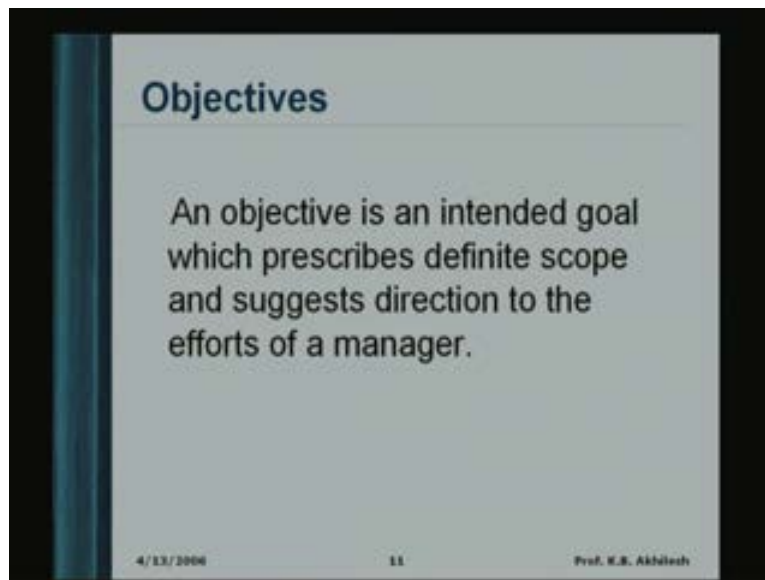 Objectives
An objective is an intended goal
which prescribes definite scope
and suggests direction to the
efforts of a manager.
4/13/2006
11
Prof. K.B. Akhilesh